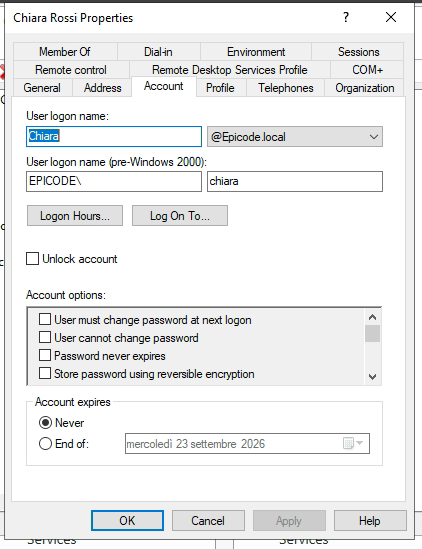 Chiara Rossi Properties
Member Of Dial-in Environment Sessions
Remote control Remote Desktop Services Profile COM+
General Address Account Profile Telephones Organization
User logon name:
Chiara @Epicode.local
User logon name (pre-Windows 2000):
EPICODE\ chiara
Logon Hours... Log On To...
Unlock account
Account options:
User must change password at next logon
User cannot change password
Password never expires
Store password using reversible encryption
Account expires
Never
End of: mercoledì 23 settembre 2026
OK Cancel Apply Help
Services Services